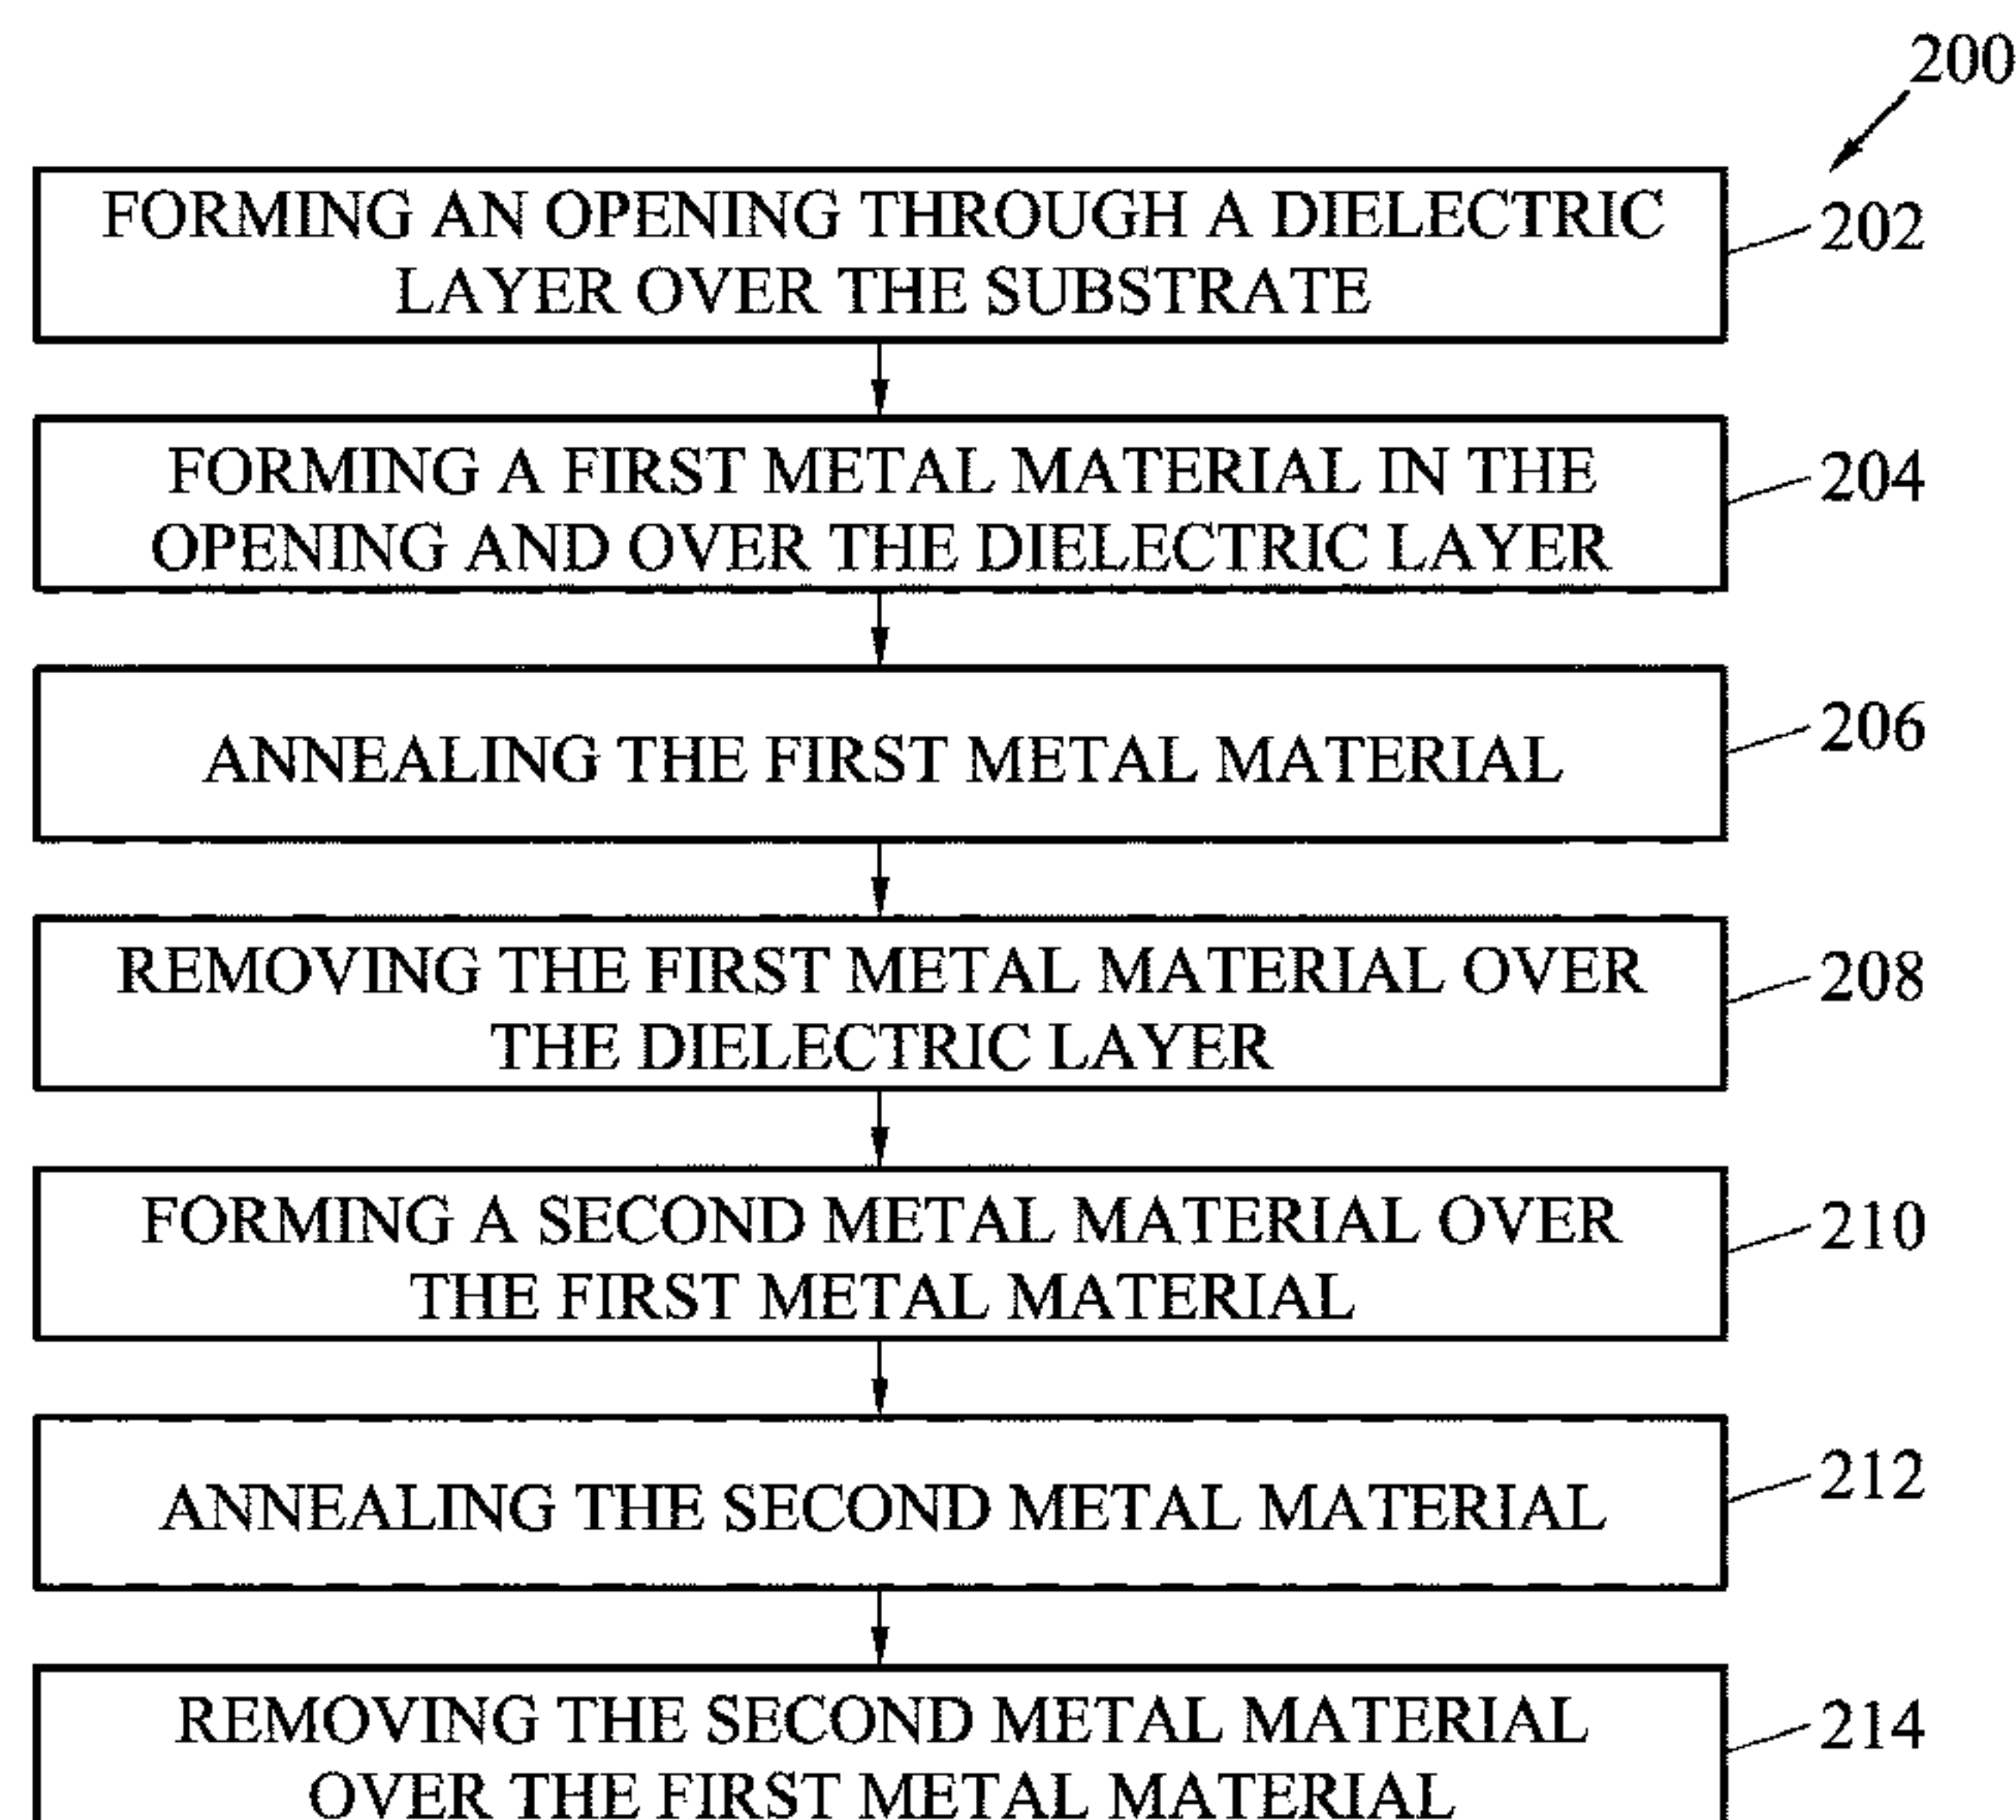 200
FORMING AN OPENING THROUGH A DIELECTRIC
LAYER OVER THE SUBSTRATE
202
FORMING A FIRST METAL MATERIAL IN THE
OPENING AND OVER THE DIELECTRIC LAYER
204
ANNEALING THE FIRST METAL MATERIAL
206
REMOVING THE FIRST METAL MATERIAL OVER
THE DIELECTRIC LAYER
208
FORMING A SECOND METAL MATERIAL OVER
THE FIRST METAL MATERIAL
210
ANNEALING THE SECOND METAL MATERIAL
212
REMOVING THE SECOND METAL MATERIAL
OVER THE FIRST METAL MATERIAL
214